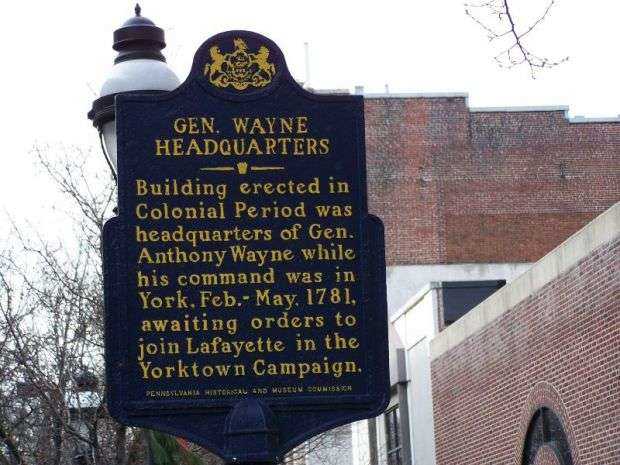 GEN. WAYNE
HEADQUARTERS
Building erected in
Colonial Period was
headquarters of Gen.
Anthony Wayne while
his command was in
York, Feb.-May, 1781,
awaiting orders to
join Lafayette in the
Yorktown Campaign.
PENNSYLVANIA HISTORICAL AND MUSEUM COMMISSION